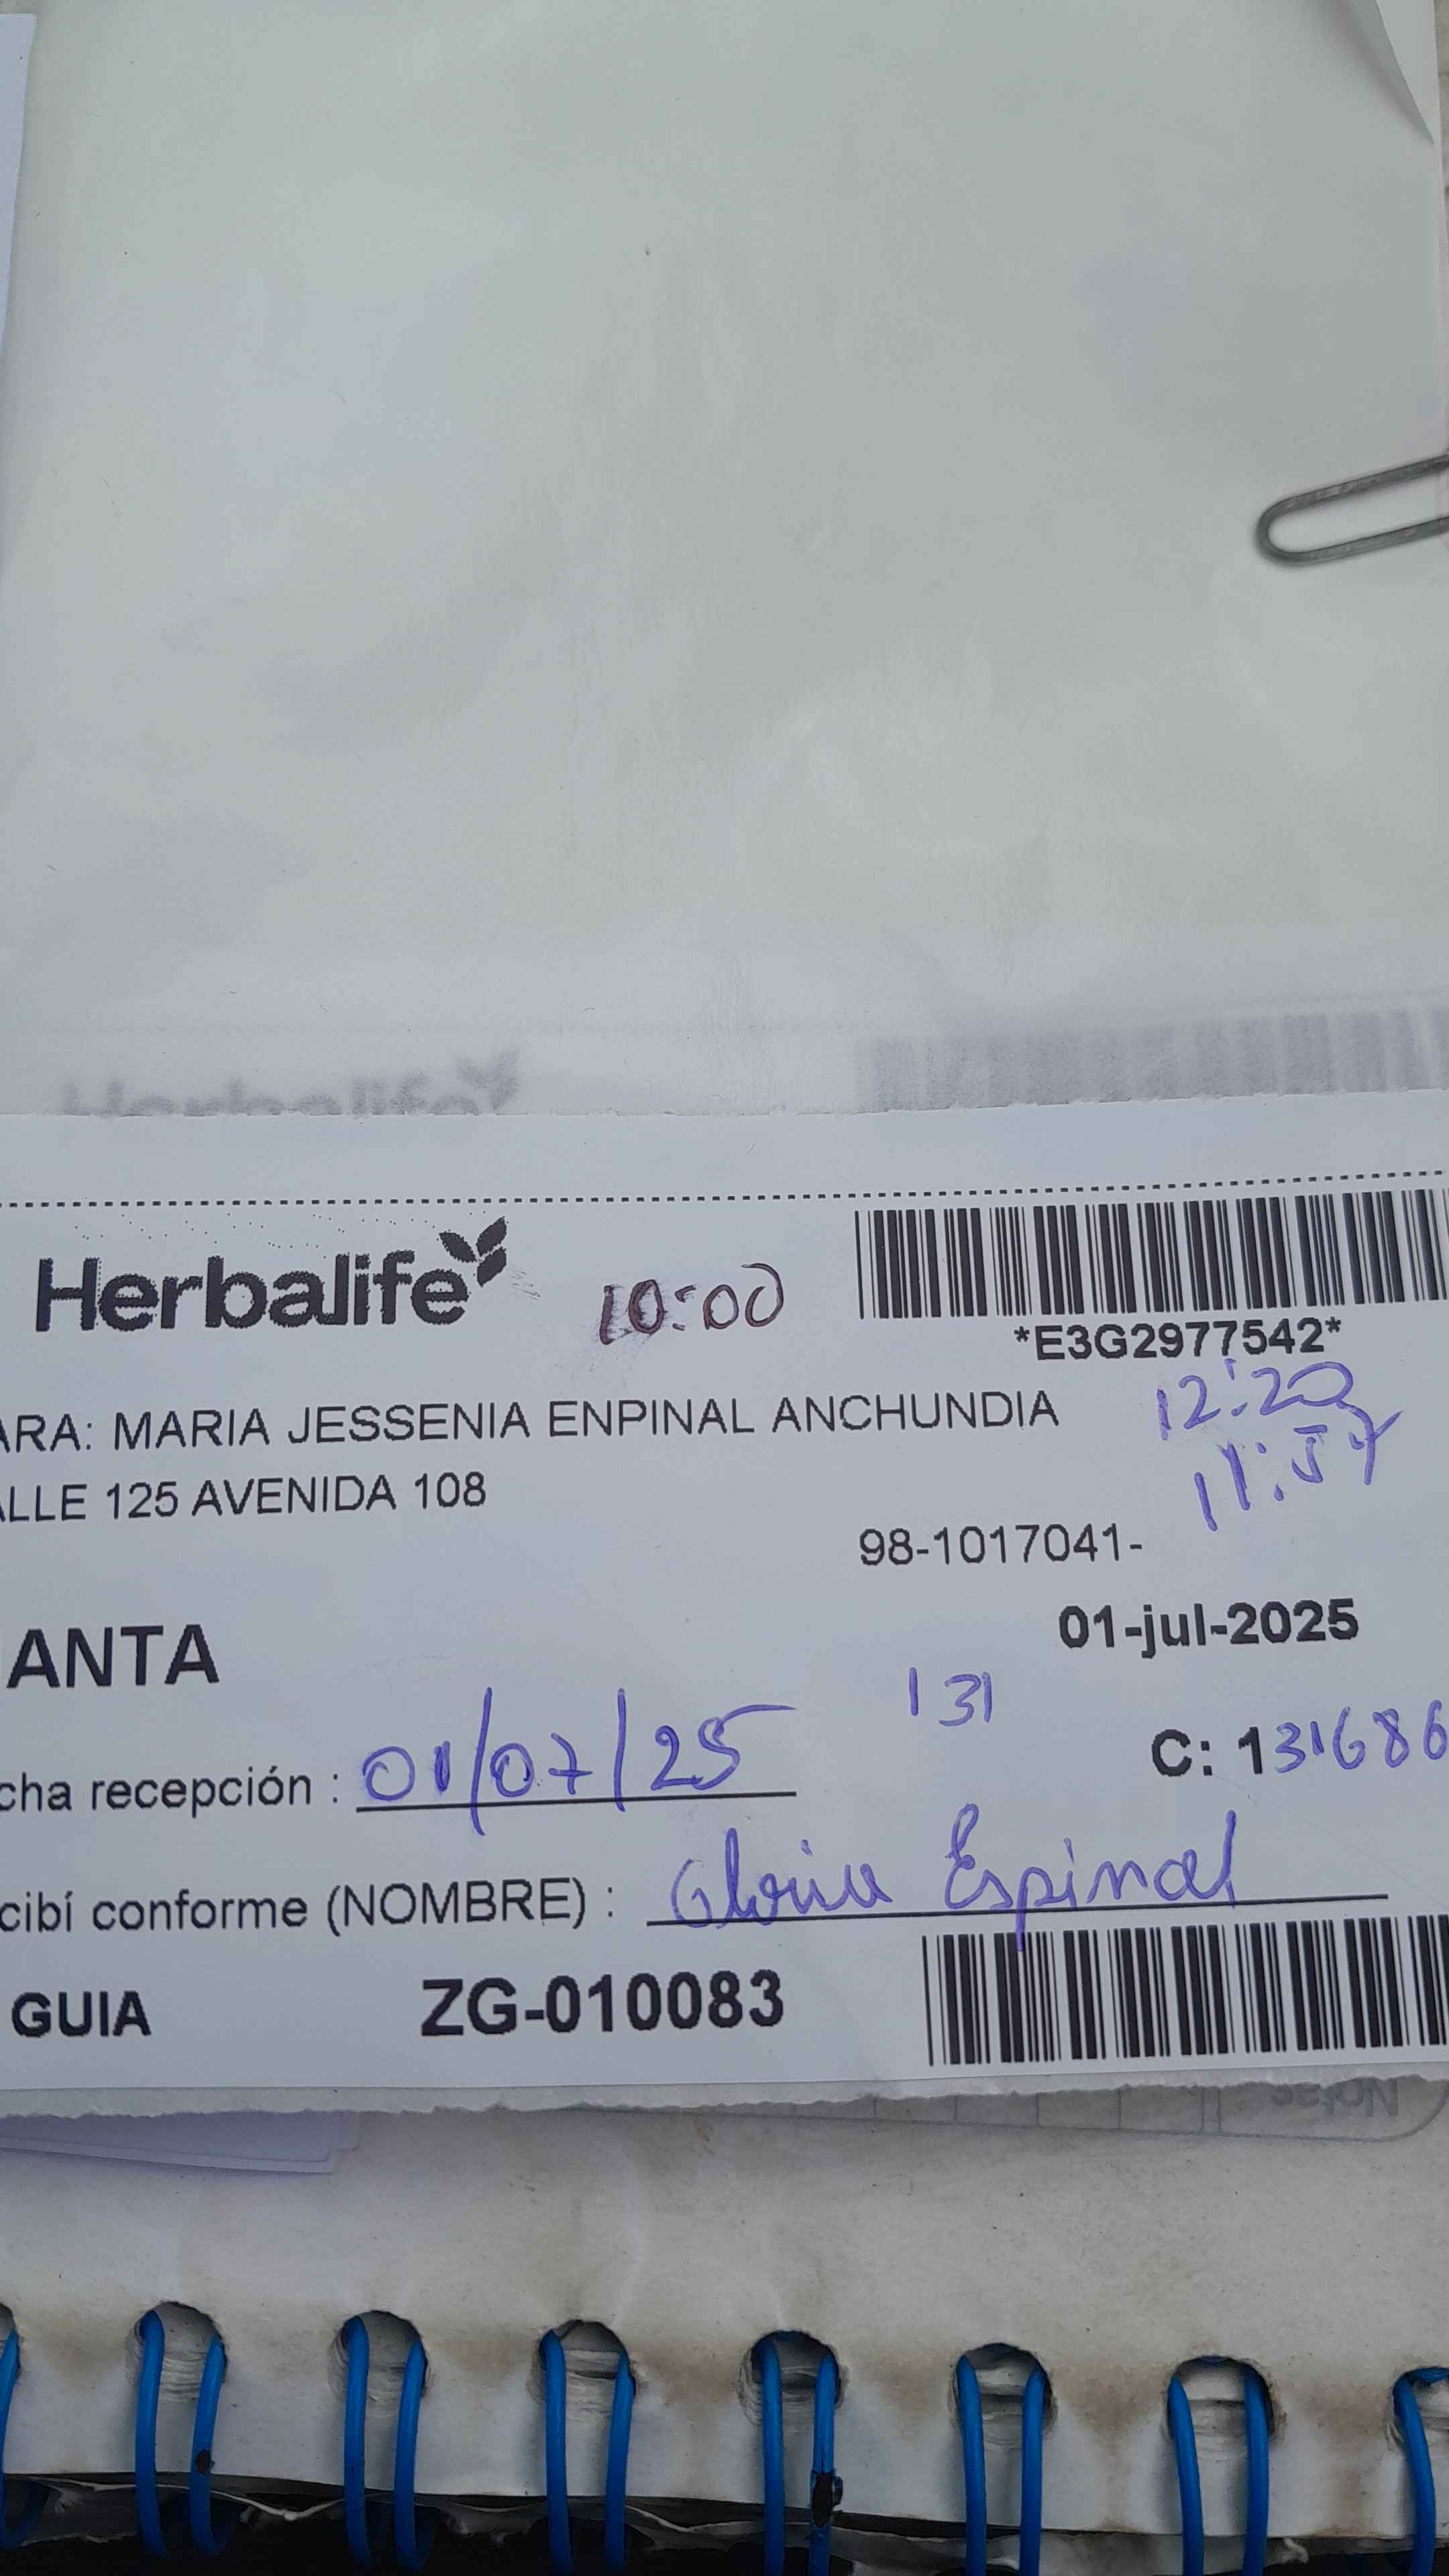 Herbalife
10:00
*E3G2977542*
12:20
ARA: MARIA JESSENIA ENPINAL ANCHUNDIA
11:57
ALLE 125 AVENIDA 108
98-1017041-
01-jul-2025
ANTA
131
C: 131686
cha recepción : 01/07/25
cibí conforme (NOMBRE) : Gloria Espinal
GUIA ZG-010083
Notas